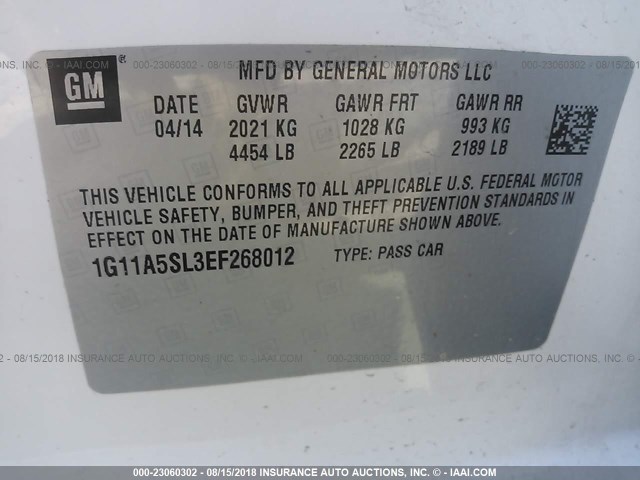 GM
MFD BY GENERAL MOTORS LLC
DATE GVWR GAWR FRT GAWR RR
04/14 2021 KG 1028 KG 993 KG
4454 LB 2265 LB 2189 LB
THIS VEHICLE CONFORMS TO ALL APPLICABLE U.S. FEDERAL MOTOR
VEHICLE SAFETY, BUMPER, AND THEFT PREVENTION STANDARDS IN
EFFECT ON THE DATE OF MANUFACTURE SHOWN ABOVE.
1G11A5SL3EF268012 TYPE: PASS CAR
000-23060302 - 08/15/2018 INSURANCE AUTO AUCTIONS, INC. - IAAI.COM